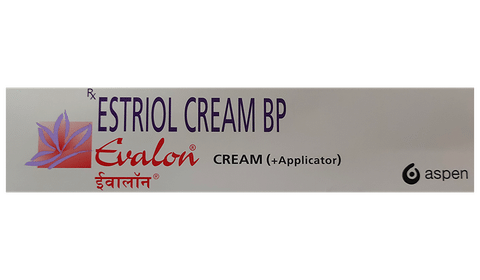 Rx ESTRIOL CREAM BP
Evalon® CREAM (+Applicator)
ईवालॉन®
aspen